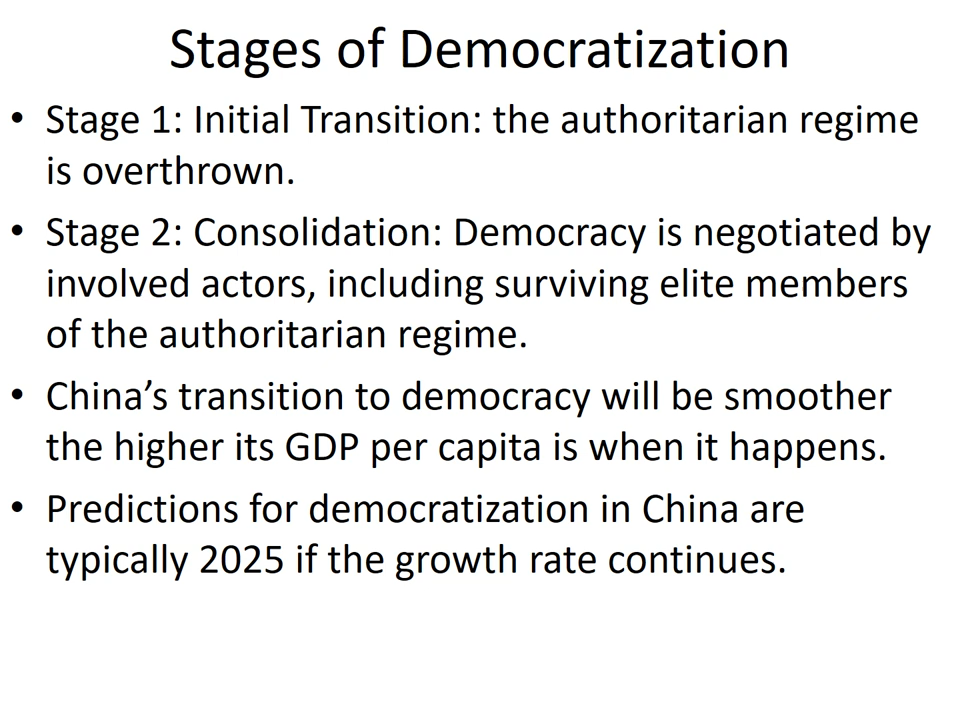 Stages of Democratization
• Stage 1: Initial Transition: the authoritarian regime
is overthrown.
• Stage 2: Consolidation: Democracy is negotiated by
involved actors, including surviving elite members
of the authoritarian regime.
• China’s transition to democracy will be smoother
the higher its GDP per capita is when it happens.
• Predictions for democratization in China are
typically 2025 if the growth rate continues.